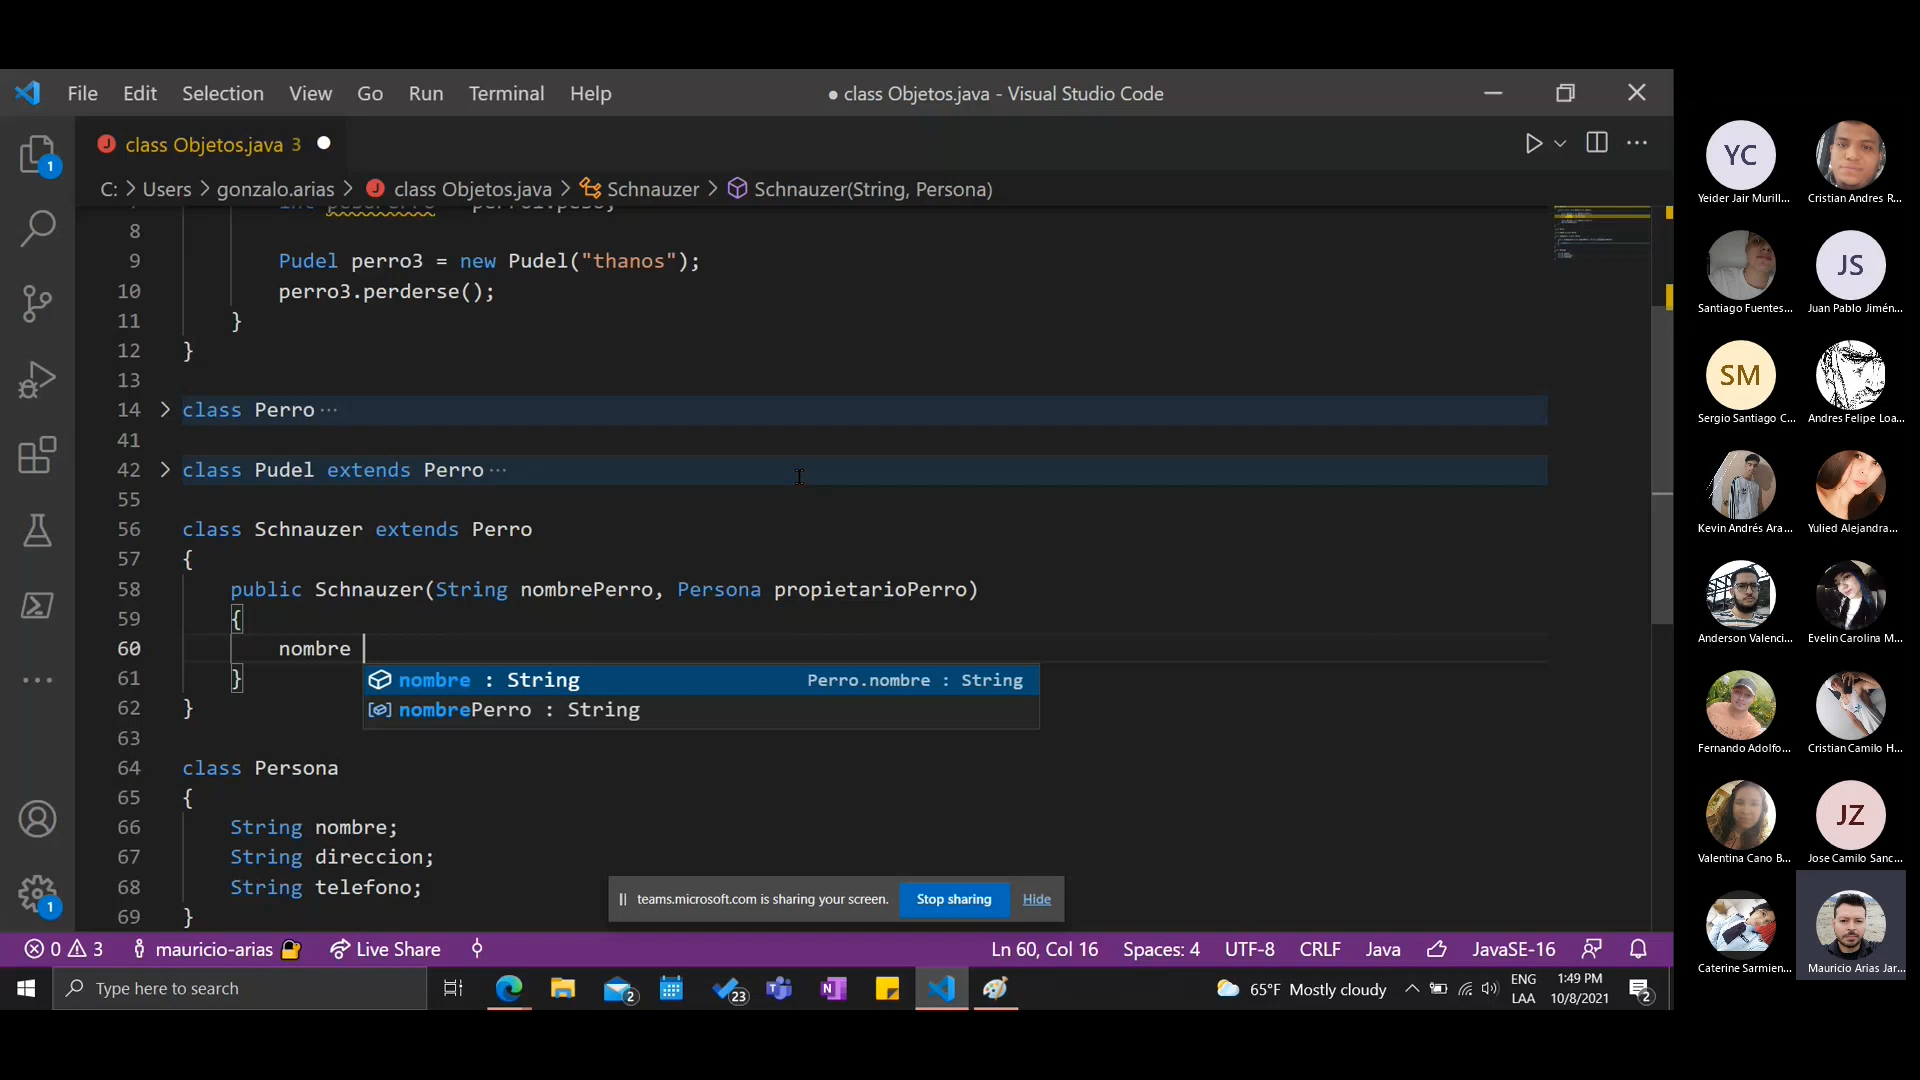 File Edit Selection View Go Run Terminal Help
● class Objetos.java - Visual Studio Code
class Objetos.java 3
C: > Users > gonzalo.arias > class Objetos.java > Schnauzer > Schnauzer(String, Persona)
8
9 Pudel perro3 = new Pudel("thanos");
10 perro3.perderse();
11 }
12 }
13
14 class Perro ···
41
42 class Pudel extends Perro ···
55
56 class Schnauzer extends Perro
57 {
58 public Schnauzer(String nombrePerro, Persona propietarioPerro)
59 {
60 nombre
61 }
nombre : String Perro.nombre : String
nombrePerro : String
62 }
63
64 class Persona
65 {
66 String nombre;
67 String direccion;
68 String telefono;
69 }
1
1
teams.microsoft.com is sharing your screen. Stop sharing Hide
0 3 mauricio-arias Live Share Ln 60, Col 16 Spaces: 4 UTF-8 CRLF Java JavaSE-16
Type here to search
2
23
65°F Mostly cloudy
ENG
LAA
1:49 PM
10/8/2021
2
YC
Yeider Jair Murill...
Cristian Andres R...
Santiago Fuentes...
JS
Juan Pablo Jimén...
SM
Sergio Santiago C...
Andres Felipe Loa...
Kevin Andrés Ara...
Yulied Alejandra...
Anderson Valenci...
Evelin Carolina M...
Fernando Adolfo...
Cristian Camilo H...
Valentina Cano B...
JZ
Jose Camilo Sanc...
Caterine Sarmien...
Mauricio Arias Jar...